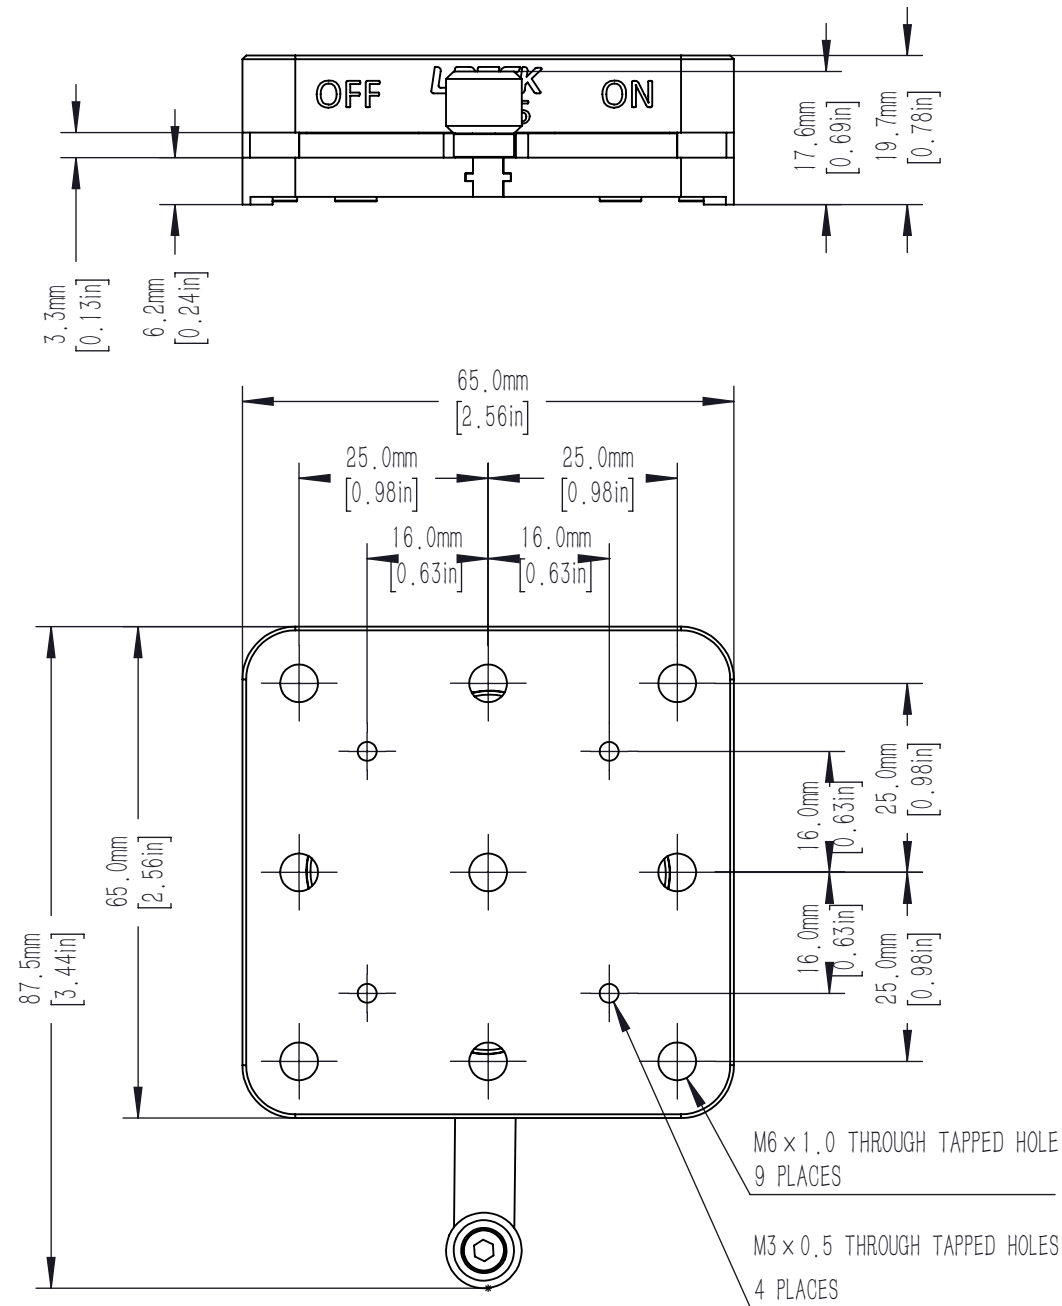 OFF
ON
17.6mm
[0.69in]
19.7mm
[0.78in]
3.3mm
[0.13in]
6.2mm
[0.24in]
65.0mm
[2.56in]
25.0mm
[0.98in]
25.0mm
[0.98in]
16.0mm
[0.63in]
16.0mm
[0.63in]
87.5mm
[3.44in]
65.0mm
[2.56in]
16.0mm
[0.63in]
25.0mm
[0.98in]
16.0mm
[0.63in]
25.0mm
[0.98in]
M6×1.0 THROUGH TAPPED HOLE
9 PLACES
M3×0.5 THROUGH TAPPED HOLES
4 PLACES